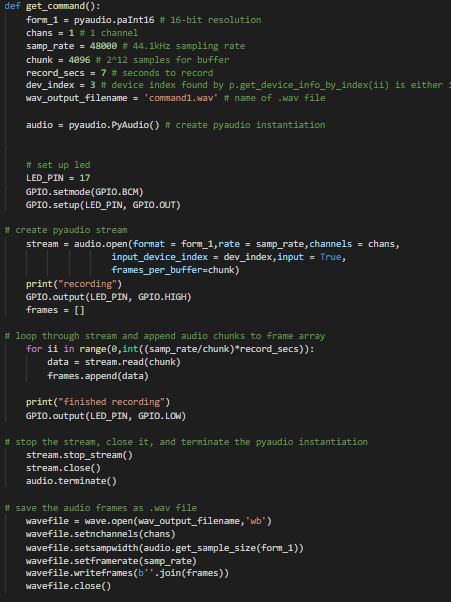 def get_command():
    form_1 = pyaudio.paInt16 # 16-bit resolution
    chans = 1 # 1 channel
    samp_rate = 48000 # 44.1kHz sampling rate
    chunk = 4096 # 2^12 samples for buffer
    record_secs = 7 # seconds to record
    dev_index = 3 # device index found by p.get_device_info_by_index(ii) is either
    wav_output_filename = 'command1.wav' # name of .wav file

    audio = pyaudio.PyAudio() # create pyaudio instantiation

    # set up led
    LED_PIN = 17
    GPIO.setmode(GPIO.BCM)
    GPIO.setup(LED_PIN, GPIO.OUT)

# create pyaudio stream
    stream = audio.open(format = form_1,rate = samp_rate,channels = chans,
                    input_device_index = dev_index,input = True,
                    frames_per_buffer=chunk)
    print("recording")
    GPIO.output(LED_PIN, GPIO.HIGH)
    frames = []

# loop through stream and append audio chunks to frame array
    for ii in range(0,int((samp_rate/chunk)*record_secs)):
        data = stream.read(chunk)
        frames.append(data)

    print("finished recording")
    GPIO.output(LED_PIN, GPIO.LOW)

# stop the stream, close it, and terminate the pyaudio instantiation
    stream.stop_stream()
    stream.close()
    audio.terminate()

# save the audio frames as .wav file
    wavefile = wave.open(wav_output_filename,'wb')
    wavefile.setnchannels(chans)
    wavefile.setsampwidth(audio.get_sample_size(form_1))
    wavefile.setframerate(samp_rate)
    wavefile.writeframes(b''.join(frames))
    wavefile.close()